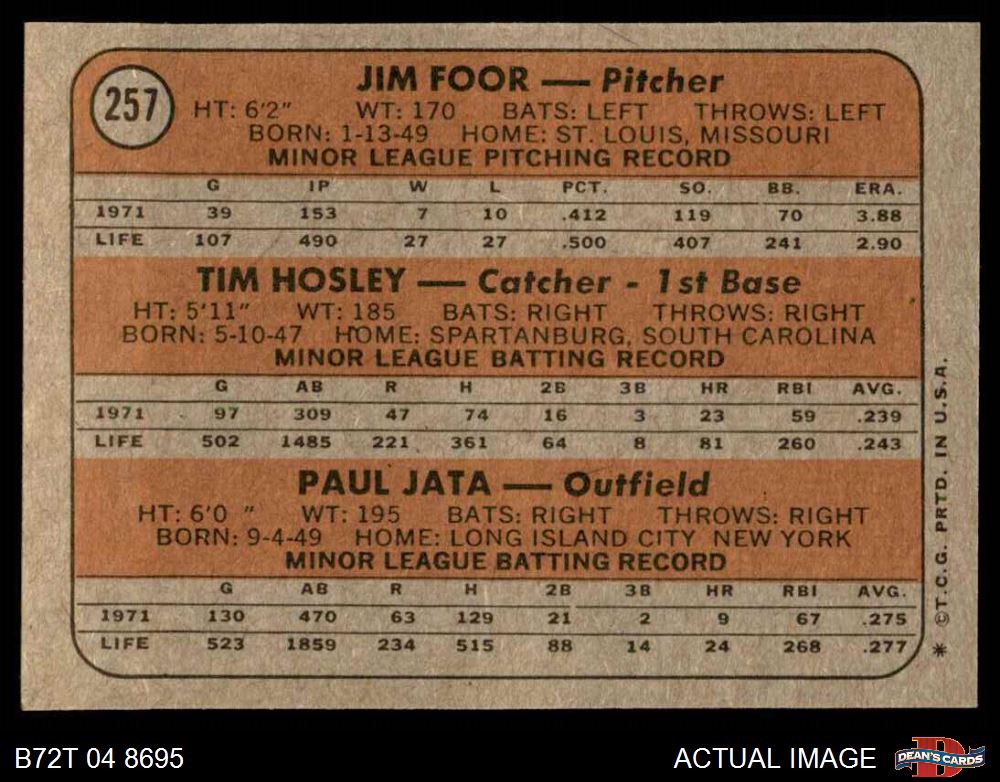 257
JIM FOOR — Pitcher
HT: 6'2" WT: 170 BATS: LEFT THROWS: LEFT
BORN: 1-13-49 HOME: ST. LOUIS, MISSOURI
MINOR LEAGUE PITCHING RECORD
G IP W L PCT. SO. BB. ERA.
1971 39 153 7 10 .412 119 70 3.88
LIFE 107 490 27 27 .500 407 241 2.90
TIM HOSLEY — Catcher - 1st Base
HT: 5'11" WT: 185 BATS: RIGHT THROWS: RIGHT
BORN: 5-10-47 HOME: SPARTANBURG, SOUTH CAROLINA
MINOR LEAGUE BATTING RECORD
G AB R H 2B 3B HR RBI AVG.
1971 97 309 47 74 16 3 23 59 .239
LIFE 502 1485 221 361 64 8 81 260 .243
PAUL JATA — Outfield
HT: 6'0 " WT: 195 BATS: RIGHT THROWS: RIGHT
BORN: 9-4-49 HOME: LONG ISLAND CITY NEW YORK
MINOR LEAGUE BATTING RECORD
G AB R H 2B 3B HR RBI AVG.
1971 130 470 63 129 21 2 9 67 .275
LIFE 523 1859 234 515 88 14 24 268 .277
* ©T.C.G. PRTD. IN U.S.A.
B72T 04 8695
ACTUAL IMAGE
D
DEAN'S CARDS